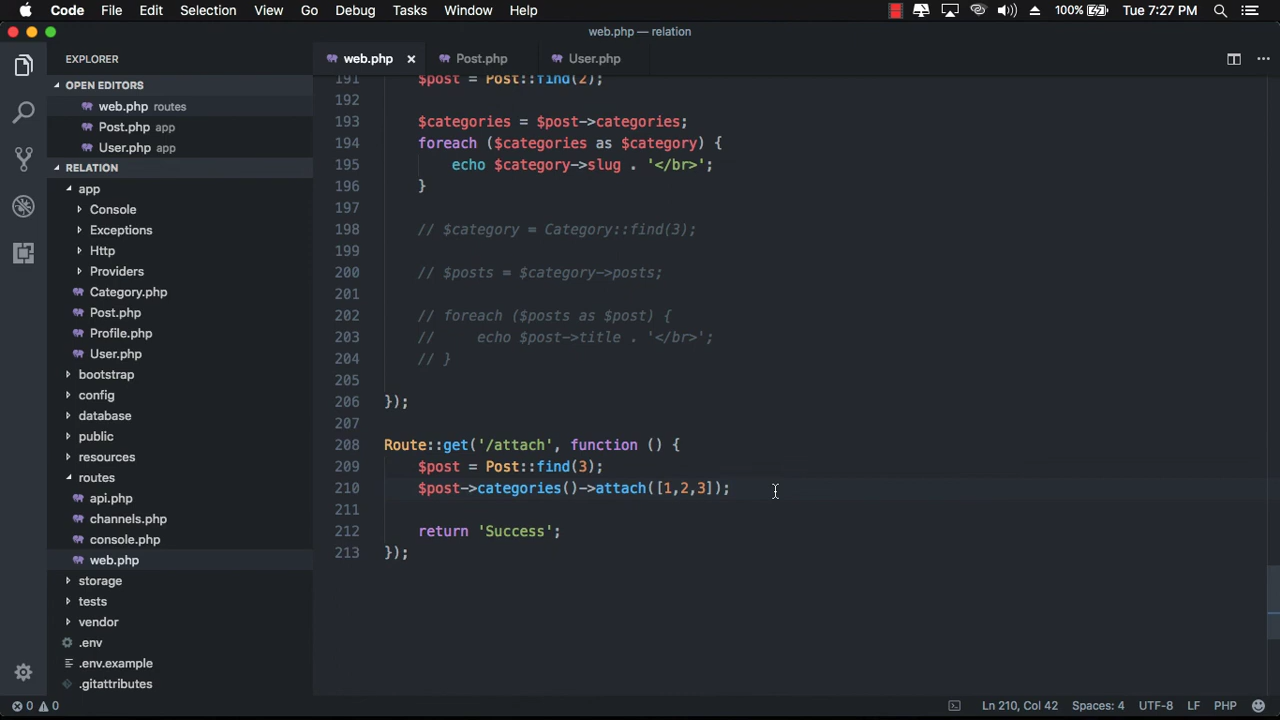 Code File Edit Selection View Go Debug Tasks Window Help 100% Tue 7:27 PM
web.php — relation
EXPLORER
web.php Post.php User.php
OPEN EDITORS
web.php routes
Post.php app
User.php app
RELATION
app
Console
Exceptions
Http
Providers
Category.php
Post.php
Profile.php
User.php
bootstrap
config
database
public
resources
routes
api.php
channels.php
console.php
web.php
storage
tests
vendor
.env
.env.example
.gitattributes
191 $post = Post::find(2);
192
193 $categories = $post->categories;
194 foreach ($categories as $category) {
195 echo $category->slug . '</br>';
196 }
197
198 // $category = Category::find(3);
199
200 // $posts = $category->posts;
201
202 // foreach ($posts as $post) {
203 // echo $post->title . '</br>';
204 // }
205
206 });
207
208 Route::get('/attach', function () {
209 $post = Post::find(3);
210 $post->categories()->attach([1,2,3]);
211
212 return 'Success';
213 });
0 0 Ln 210, Col 42 Spaces: 4 UTF-8 LF PHP